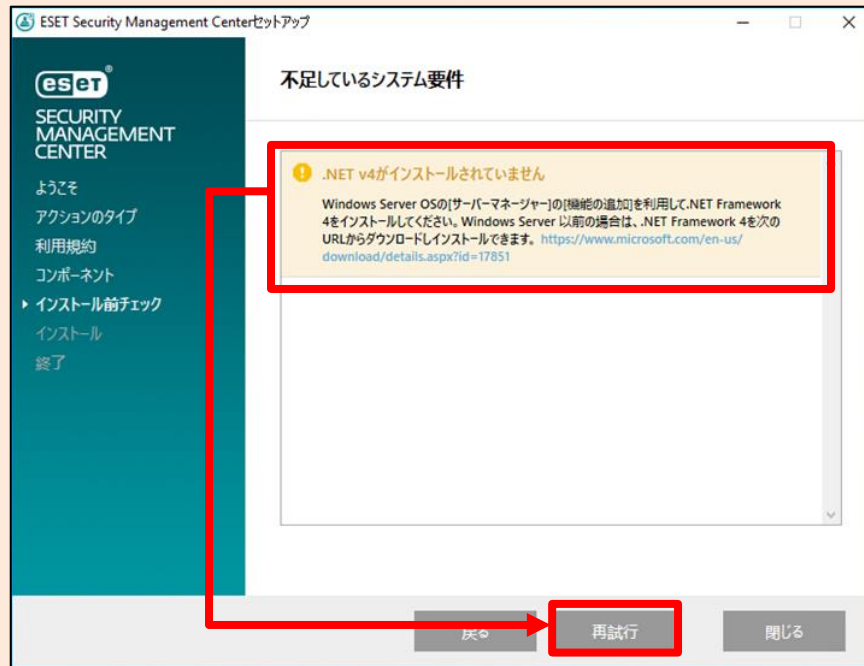 ESET Security Management Centerセットアップ
eset®
SECURITY
MANAGEMENT
CENTER
ようこそ
アクションのタイプ
利用規約
コンポーネント
インストール前チェック
インストール
終了
不足しているシステム要件
.NET v4がインストールされていません
Windows Server OSの[サーバーマネージャー]の[機能の追加]を利用して.NET Framework
4をインストールしてください。Windows Server 以前の場合は、.NET Framework 4を次の
URLからダウンロードしインストールできます。 https://www.microsoft.com/en-us/
download/details.aspx?id=17851
戻る
再試行
閉じる